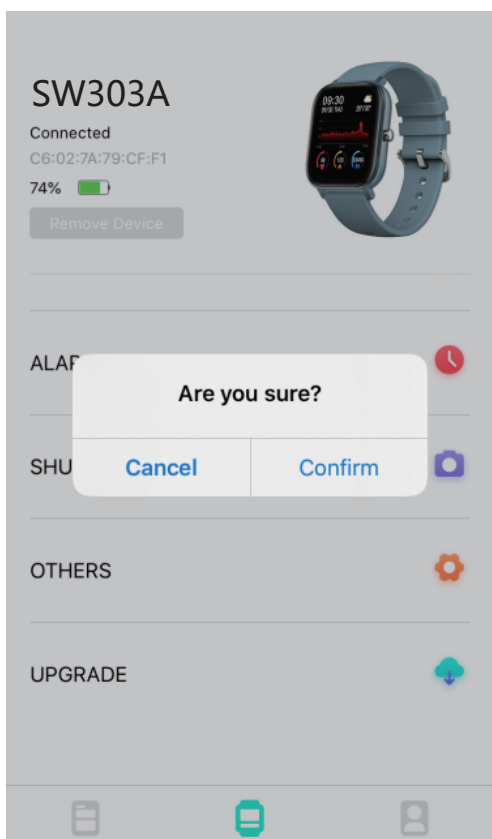 SW303A
Connected
C6:02:7A:79:CF:F1
74%
Remove Device
09:30
Are you sure?
Cancel
Confirm
OTHERS
UPGRADE